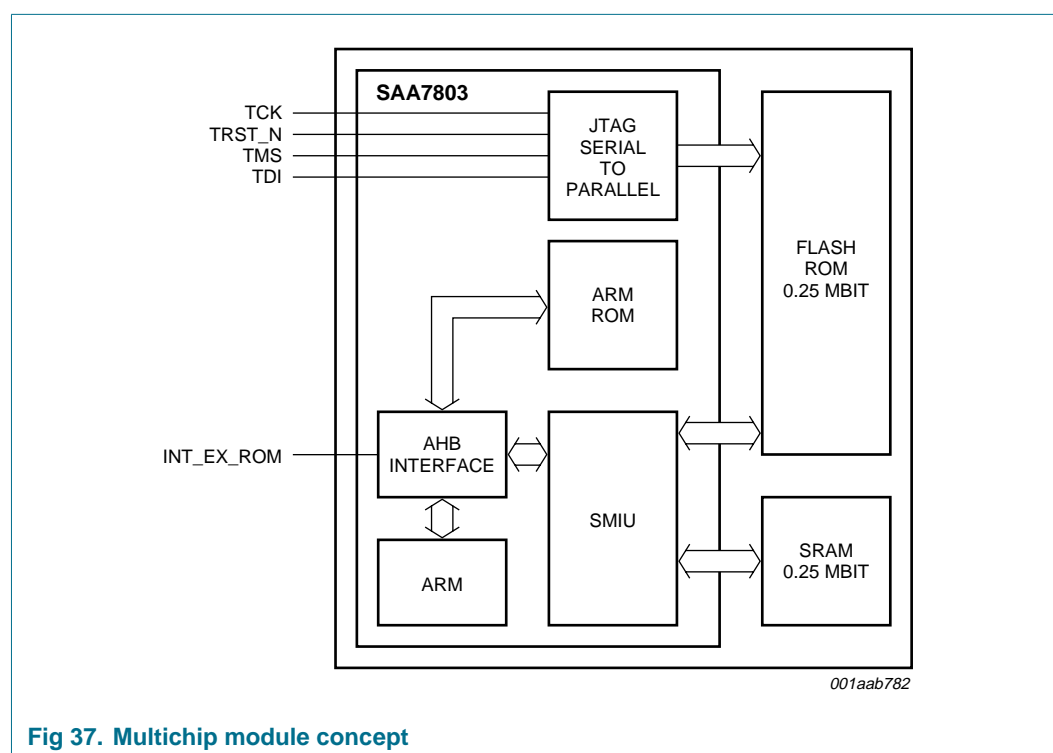 SAA7803
TCK
TRST_N
TMS
TDI
JTAG
SERIAL
TO
PARALLEL
FLASH
ROM
0.25 MBIT
ARM
ROM
INT_EX_ROM
AHB
INTERFACE
SMIU
SRAM
0.25 MBIT
ARM
001aab782
Fig 37. Multichip module concept